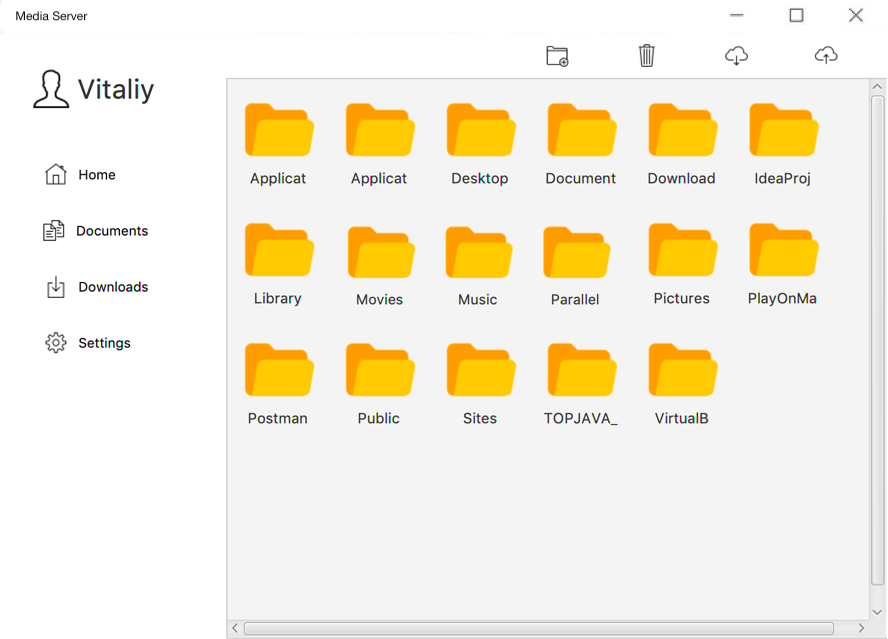 Media Server
Vitaliy
Home
Documents
Downloads
Settings
Applicat Applicat Desktop Document Download IdeaProj
Library Movies Music Parallel Pictures PlayOnMa
Postman Public Sites TOPJAVA_ VirtualB